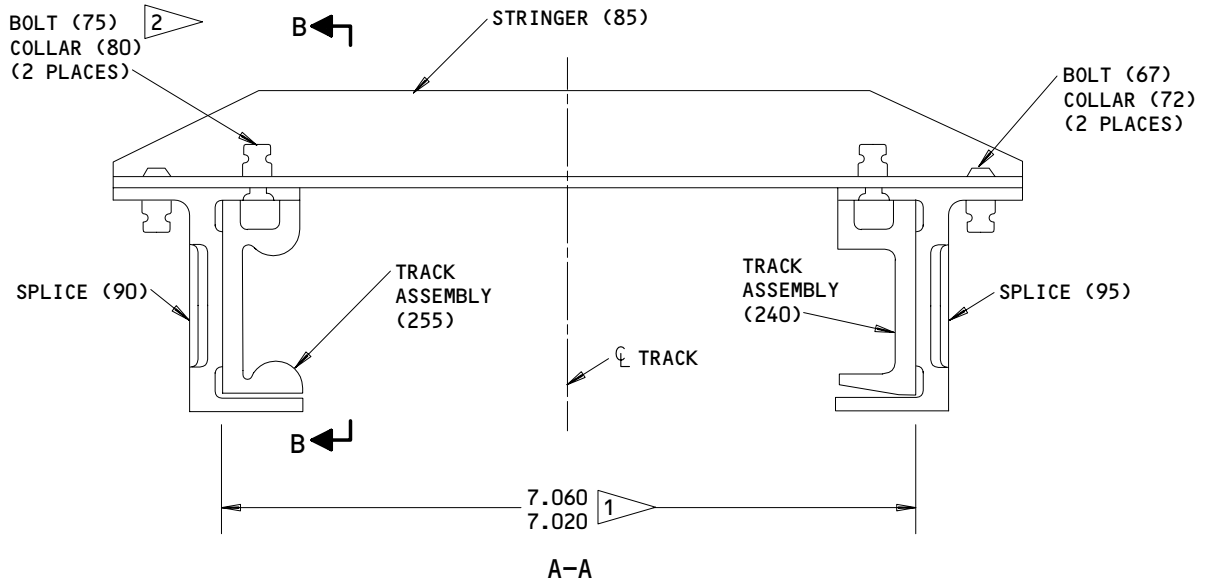 BOLT (75) 2
COLLAR (80)
(2 PLACES)
B
STRINGER (85)
BOLT (67)
COLLAR (72)
(2 PLACES)
SPLICE (90)
TRACK
ASSEMBLY
(255)
TRACK
ASSEMBLY
(240)
SPLICE (95)
℄ TRACK
B
7.060
7.020
1
A-A